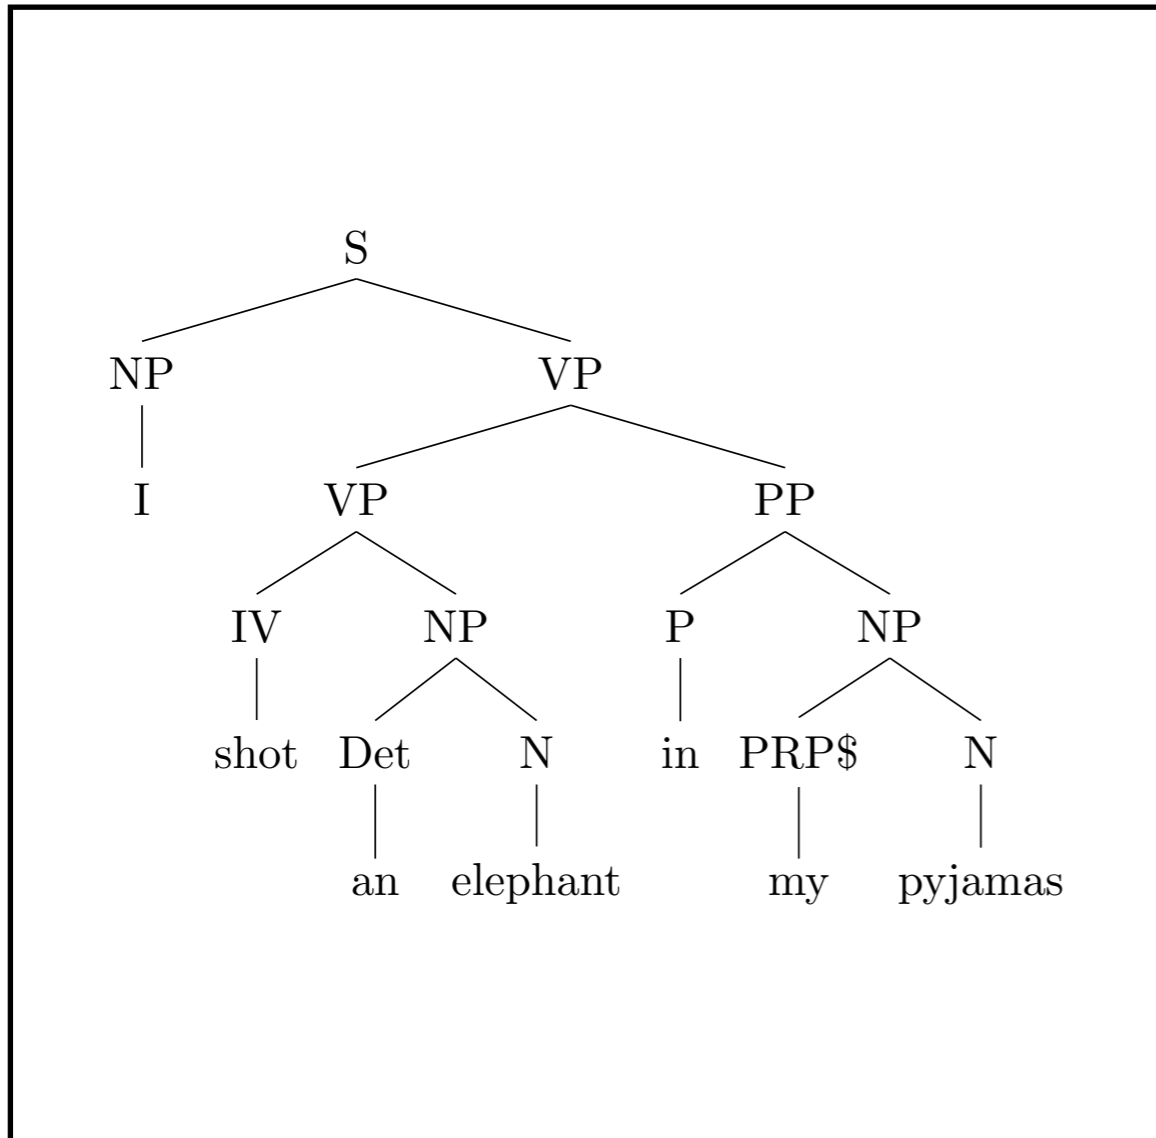 S
NP VP
I VP PP
IV NP P NP
shot Det N in PRP$ N
an elephant my pyjamas